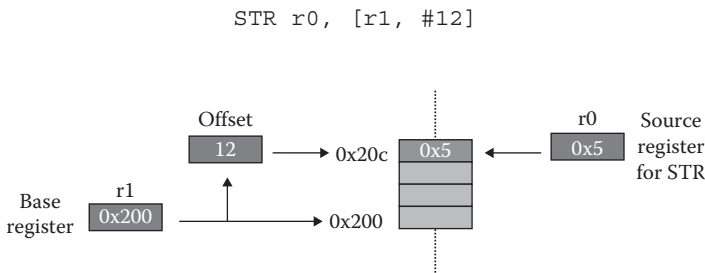 STR r0, [r1, #12]
Offset
12
0x20c
0x5
r0
0x5
Source
register
for STR
Base
register
r1
0x200
0x200